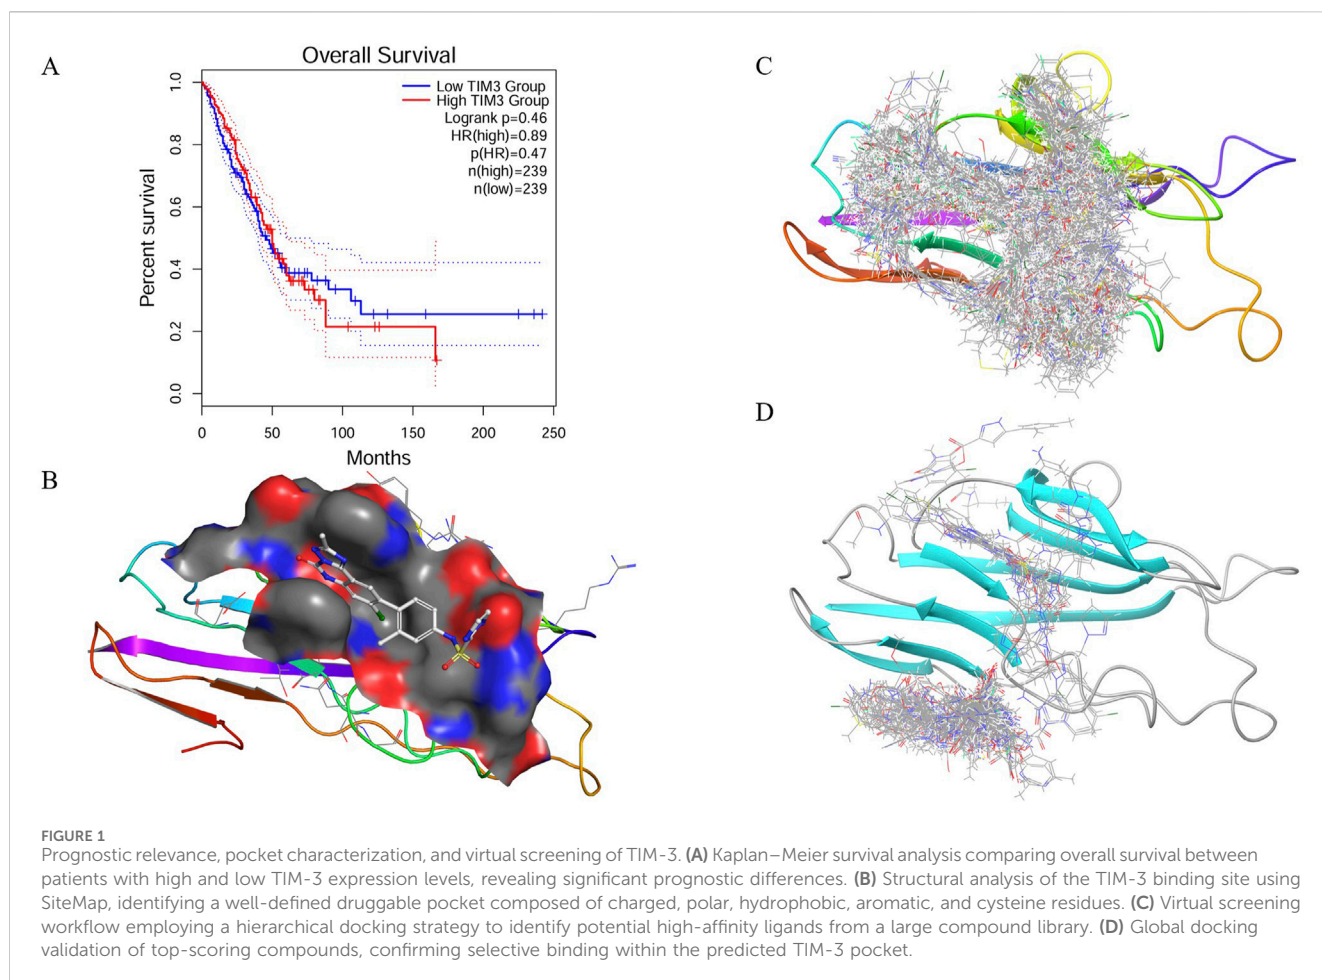 A
Overall Survival
Low TIM3 Group
High TIM3 Group
Logrank p=0.46
HR(high)=0.89
p(HR)=0.47
n(high)=239
n(low)=239
Percent survival
1.0
0.8
0.6
0.4
0.2
0.0
0 50 100 150 200 250
Months
B
C
D
FIGURE 1
Prognostic relevance, pocket characterization, and virtual screening of TIM-3. (A) Kaplan–Meier survival analysis comparing overall survival between
patients with high and low TIM-3 expression levels, revealing significant prognostic differences. (B) Structural analysis of the TIM-3 binding site using
SiteMap, identifying a well-defined druggable pocket composed of charged, polar, hydrophobic, aromatic, and cysteine residues. (C) Virtual screening
workflow employing a hierarchical docking strategy to identify potential high-affinity ligands from a large compound library. (D) Global docking
validation of top-scoring compounds, confirming selective binding within the predicted TIM-3 pocket.